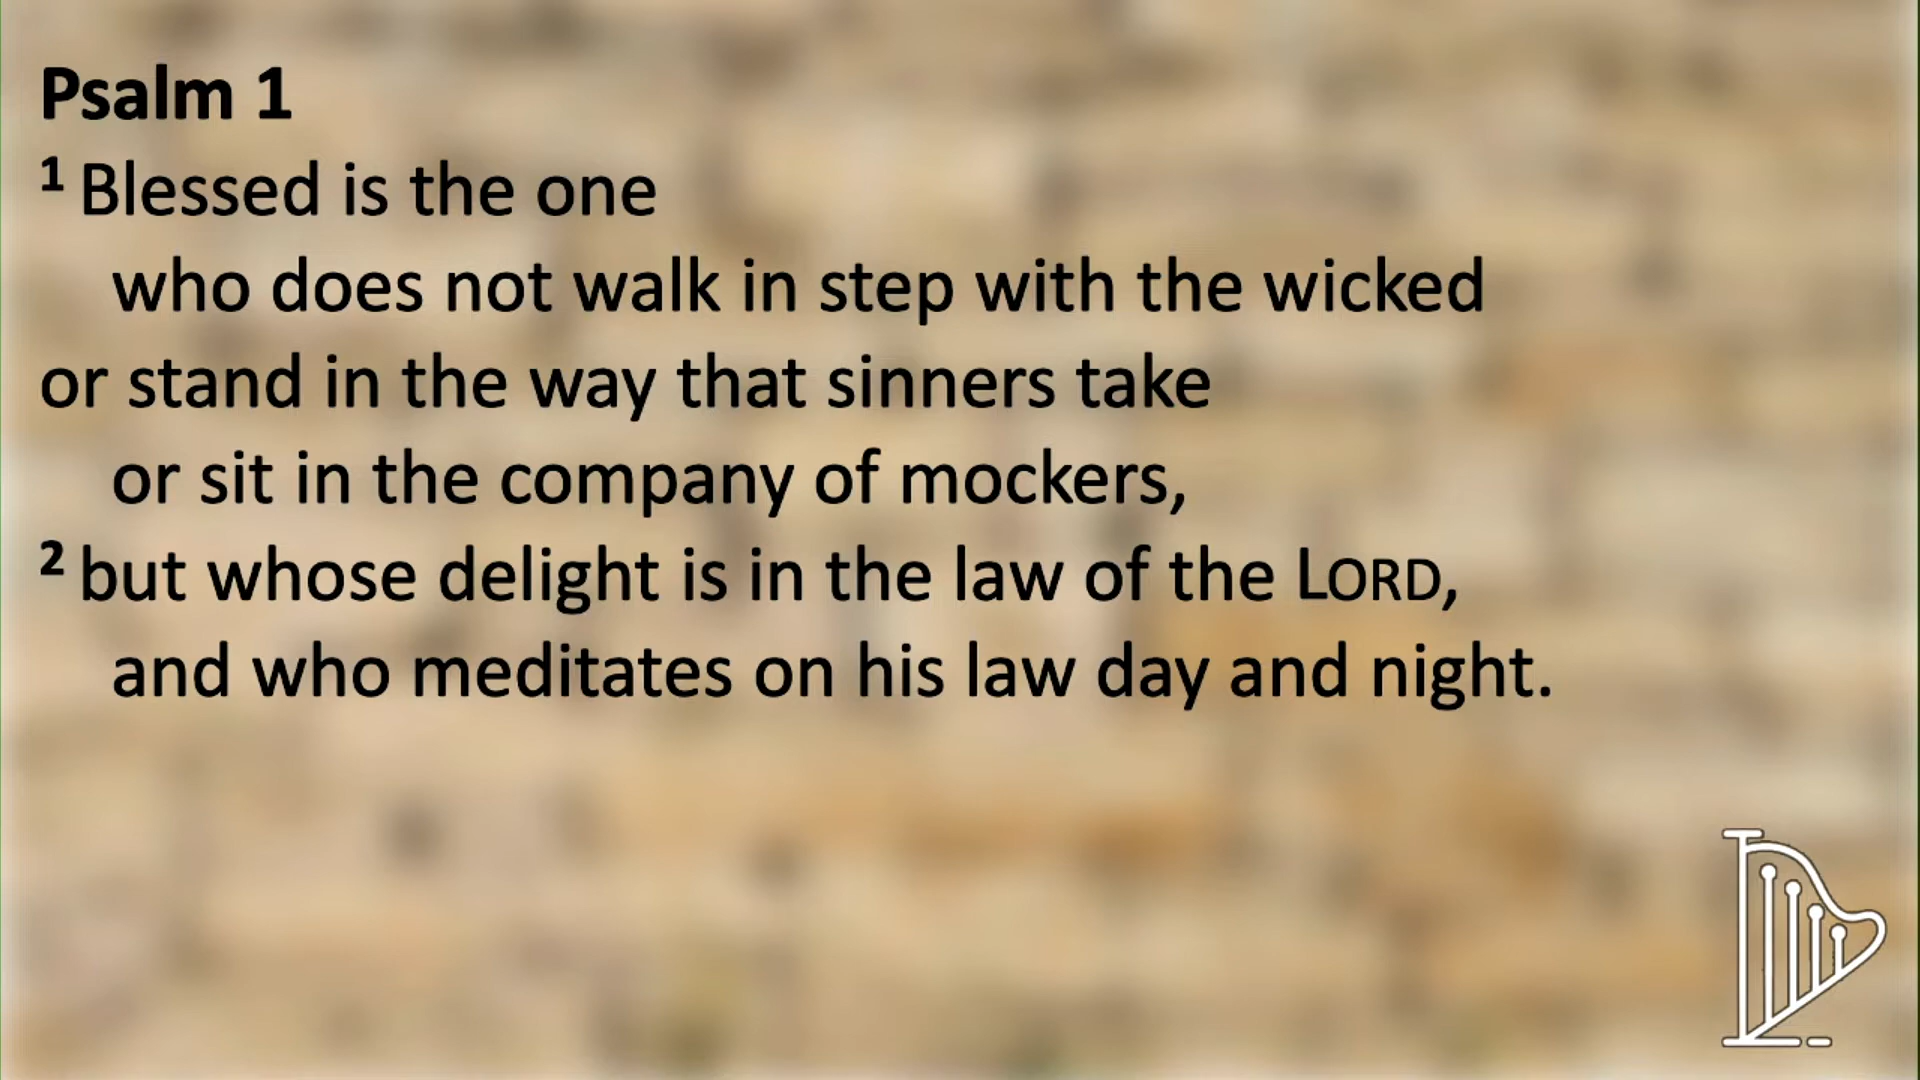 Psalm 1
1 Blessed is the one
who does not walk in step with the wicked
or stand in the way that sinners take
or sit in the company of mockers,
2 but whose delight is in the law of the LORD,
and who meditates on his law day and night.